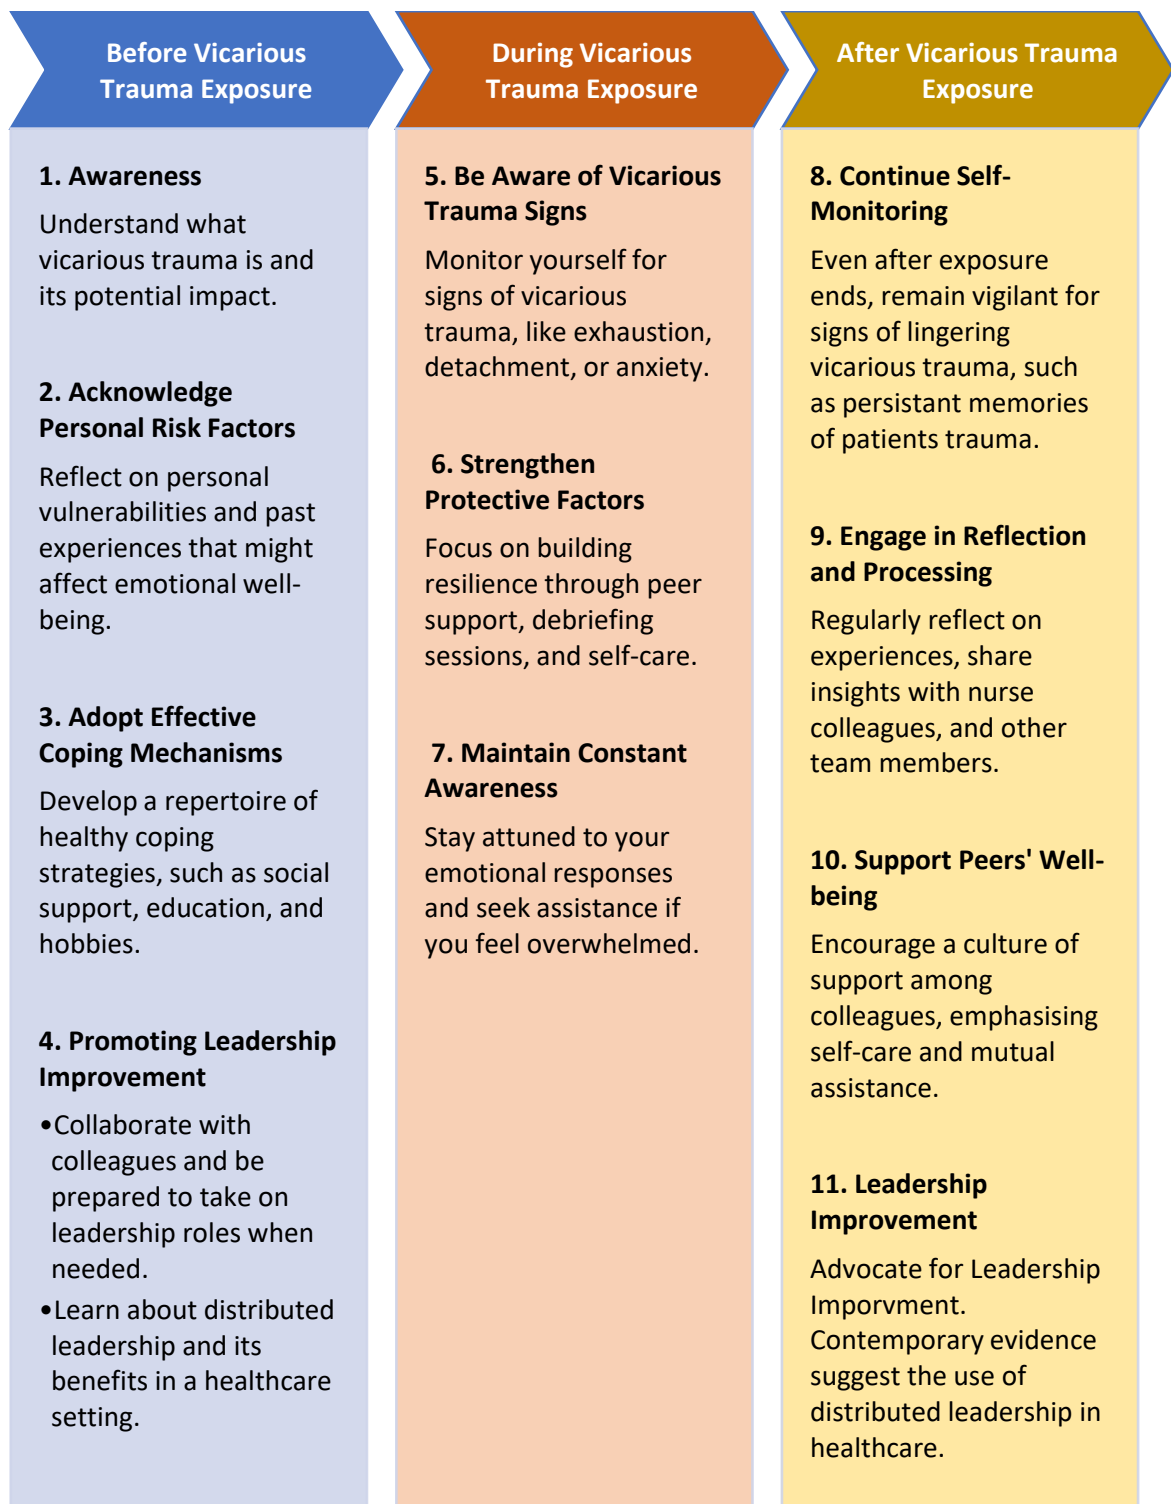 Before Vicarious
Trauma Exposure
1. Awareness
Understand what
vicarious trauma is and
its potential impact.
2. Acknowledge
Personal Risk Factors
Reflect on personal
vulnerabilities and past
experiences that might
affect emotional well-
being.
3. Adopt Effective
Coping Mechanisms
Develop a repertoire of
healthy coping
strategies, such as social
support, education, and
hobbies.
4. Promoting Leadership
Improvement
•Collaborate with
colleagues and be
prepared to take on
leadership roles when
needed.
•Learn about distributed
leadership and its
benefits in a healthcare
setting.
During Vicarious
Trauma Exposure
5. Be Aware of Vicarious
Trauma Signs
Monitor yourself for
signs of vicarious
trauma, like exhaustion,
detachment, or anxiety.
6. Strengthen
Protective Factors
Focus on building
resilience through peer
support, debriefing
sessions, and self-care.
7. Maintain Constant
Awareness
Stay attuned to your
emotional responses
and seek assistance if
you feel overwhelmed.
After Vicarious Trauma
Exposure
8. Continue Self-
Monitoring
Even after exposure
ends, remain vigilant for
signs of lingering
vicarious trauma, such
as persistant memories
of patients trauma.
9. Engage in Reflection
and Processing
Regularly reflect on
experiences, share
insights with nurse
colleagues, and other
team members.
10. Support Peers' Well-
being
Encourage a culture of
support among
colleagues, emphasising
self-care and mutual
assistance.
11. Leadership
Improvement
Advocate for Leadership
Imporvment.
Contemporary evidence
suggest the use of
distributed leadership in
healthcare.